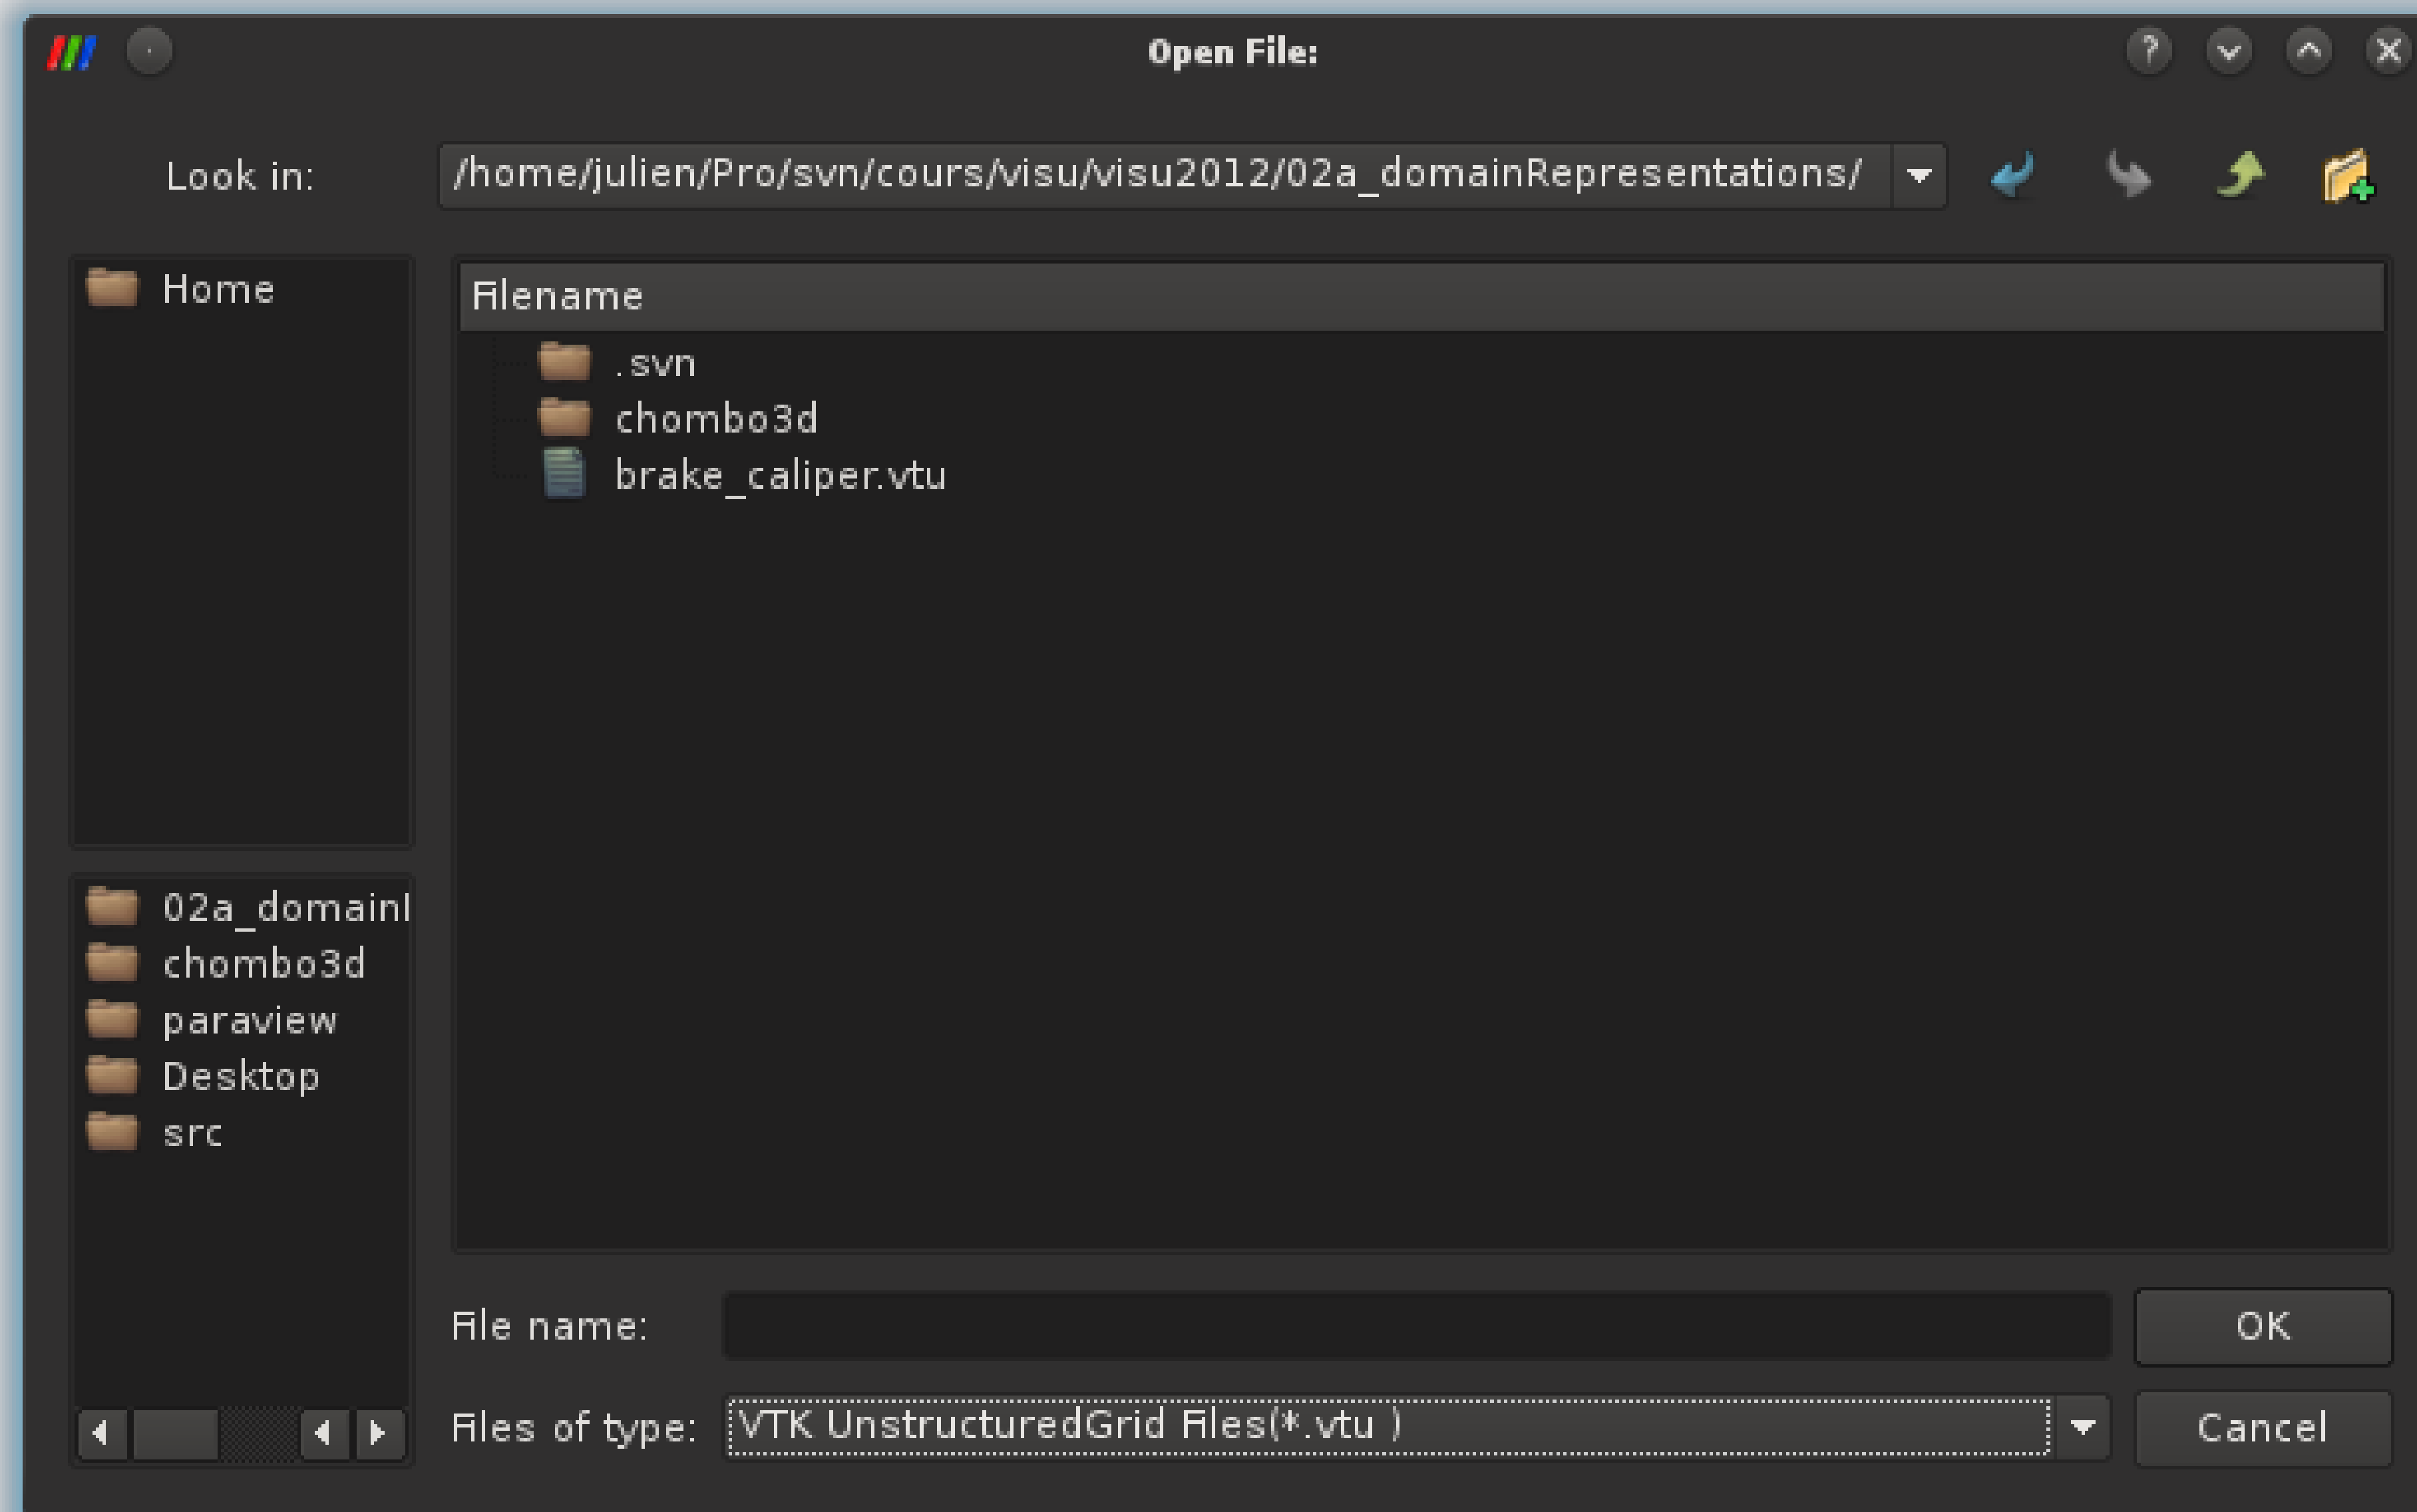 Open File:
Look in: /home/julien/Pro/svn/cours/visu/visu2012/02a_domainRepresentations/
Home
Filename
.svn
chombo3d
brake_caliper.vtu
02a_domain
chombo3d
paraview
Desktop
src
File name:
OK
Files of type: VTK UnstructuredGrid Files(*.vtu )
Cancel